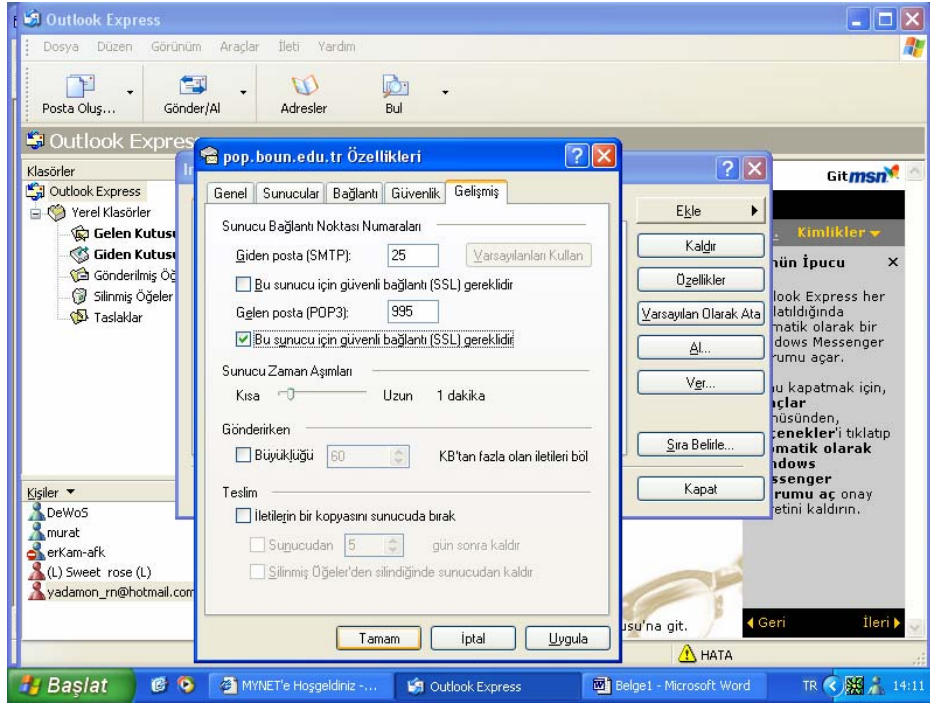 Outlook Express
Dosya Düzen Görünüm Araçlar İleti Yardım
Posta Oluş... Gönder/Al Adresler Bul
Outlook Express
Klasörler
Outlook Express
Yerel Klasörler
Gelen Kutusu
Giden Kutusu
Gönderilmiş Öğ
Silinmiş Öğeler
Taslaklar
Kişiler
DeWoS
murat
erKam-afk
(L) Sweet rose (L)
yadamon_rn@hotmail.com
pop.boun.edu.tr Özellikleri
Genel Sunucular Bağlantı Güvenlik Gelişmiş
Sunucu Bağlantı Noktası Numaraları
Giden posta (SMTP): 25 Varsayılanları Kullan
Bu sunucu için güvenli bağlantı (SSL) gereklidir
Gelen posta (POP3): 995
Bu sunucu için güvenli bağlantı (SSL) gereklidir
Sunucu Zaman Aşımları
Kısa Uzun 1 dakika
Gönderirken
Büyüklüğü 60 KB'tan fazla olan iletileri böl
Teslim
İletilerin bir kopyasını sunucuda bırak
Sunucudan 5 gün sonra kaldır
Silinmiş Öğeler'den silindiğinde sunucudan kaldır
Tamam İptal Uygula
Ekle
Kaldır
Özellikler
Varsayılan Olarak Ata
Al...
Ver...
Sıra Belirle...
Kapat
Git msn
Kimlikler
nün İpucu
look Express her
latıldığında
matik olarak bir
dows Messenger
rumu açar.
u kapatmak için,
açlar
nüsünden,
çenekler'i tıklatıp
omatik olarak
ndows
ssenger
rumu aç onay
retini kaldırın.
usu'na git.
Geri İleri
HATA
Başlat MYNET'e Hoşgeldiniz -... Outlook Express Belge1 - Microsoft Word TR 14:11